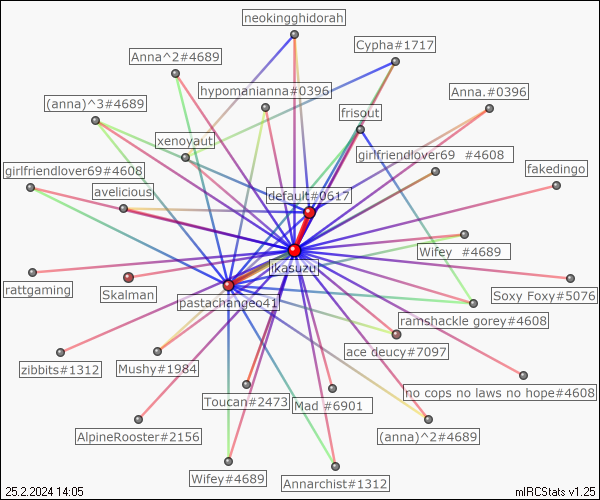 neokingghidorah
Cypha#1717
Anna^2#4689
hypomanianna#0396
Anna.#0396
(anna)^3#4689
frisout
xenoyaut
girlfriendlover69 #4608
girlfriendlover69#4608
fakedingo
avelicious
default#0617
Wifey #4689
ikasuzu
rattgaming
Skalman
pastachaneo41
Soxy Foxy#5076
ramshackle gorey#4608
ace deucy#7097
zibbits#1312
Mushy#1984
no cops no laws no hope#4608
Toucan#2473
Mad #6901
AlpineRooster#2156
(anna)^2#4689
Wifey#4689
Annarchist#1312
25.2.2024 14:05
mIRCStats v1.25